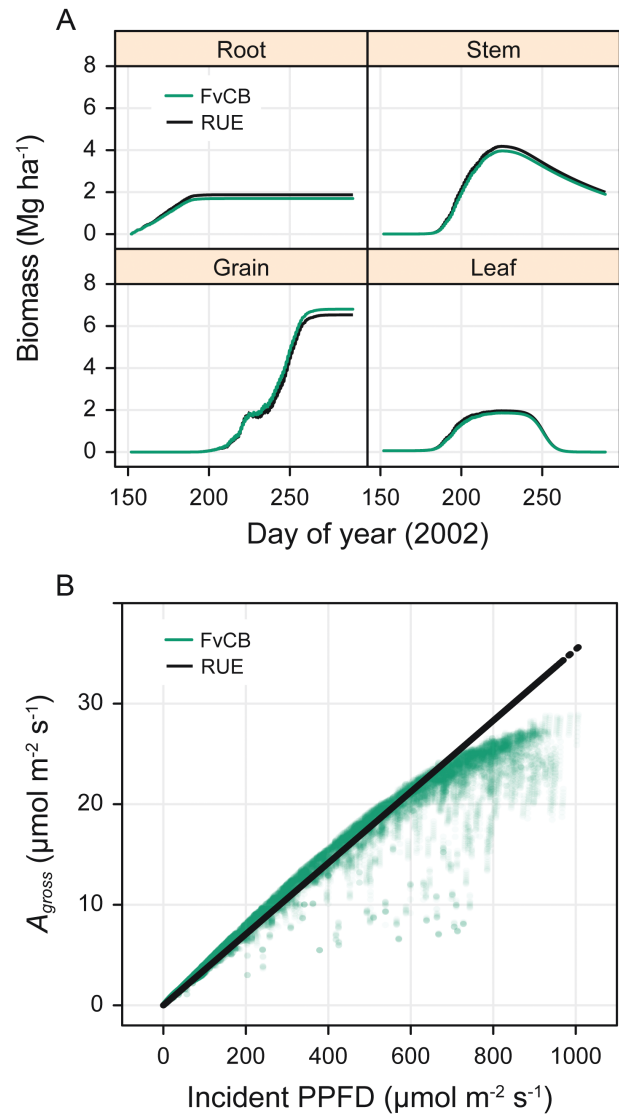 A
Root Stem
8
6
4
2
0
FvCB
RUE
Grain Leaf
8
6
4
2
0
Biomass (Mg ha⁻¹)
150 200 250 150 200 250
Day of year (2002)
B
FvCB
RUE
30
20
10
0
A_gross (μmol m⁻² s⁻¹)
0 200 400 600 800 1000
Incident PPFD (μmol m⁻² s⁻¹)